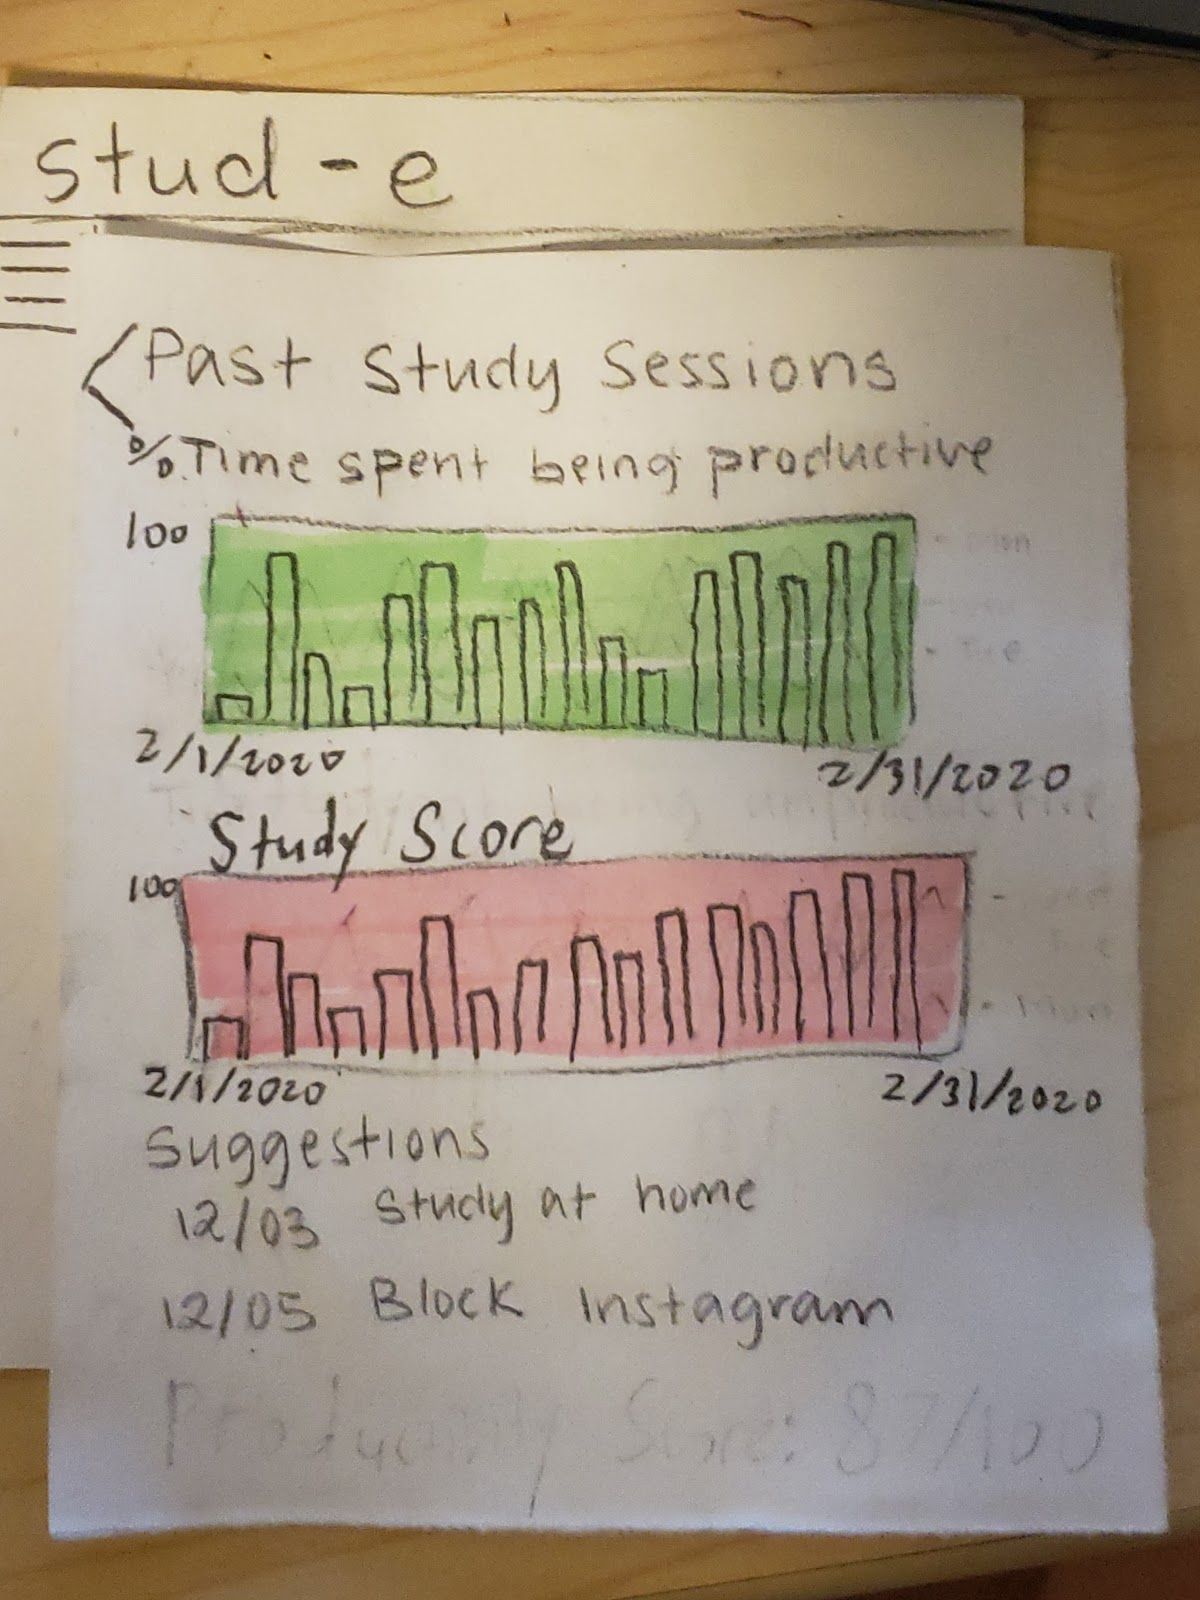 stud-e
Past Study Sessions
% Time spent being productive
100
2/1/2020 2/31/2020
Study Score
100
2/1/2020 2/31/2020
Suggestions
12/03 Study at home
12/05 Block Instagram
Productivity Score: 87/100